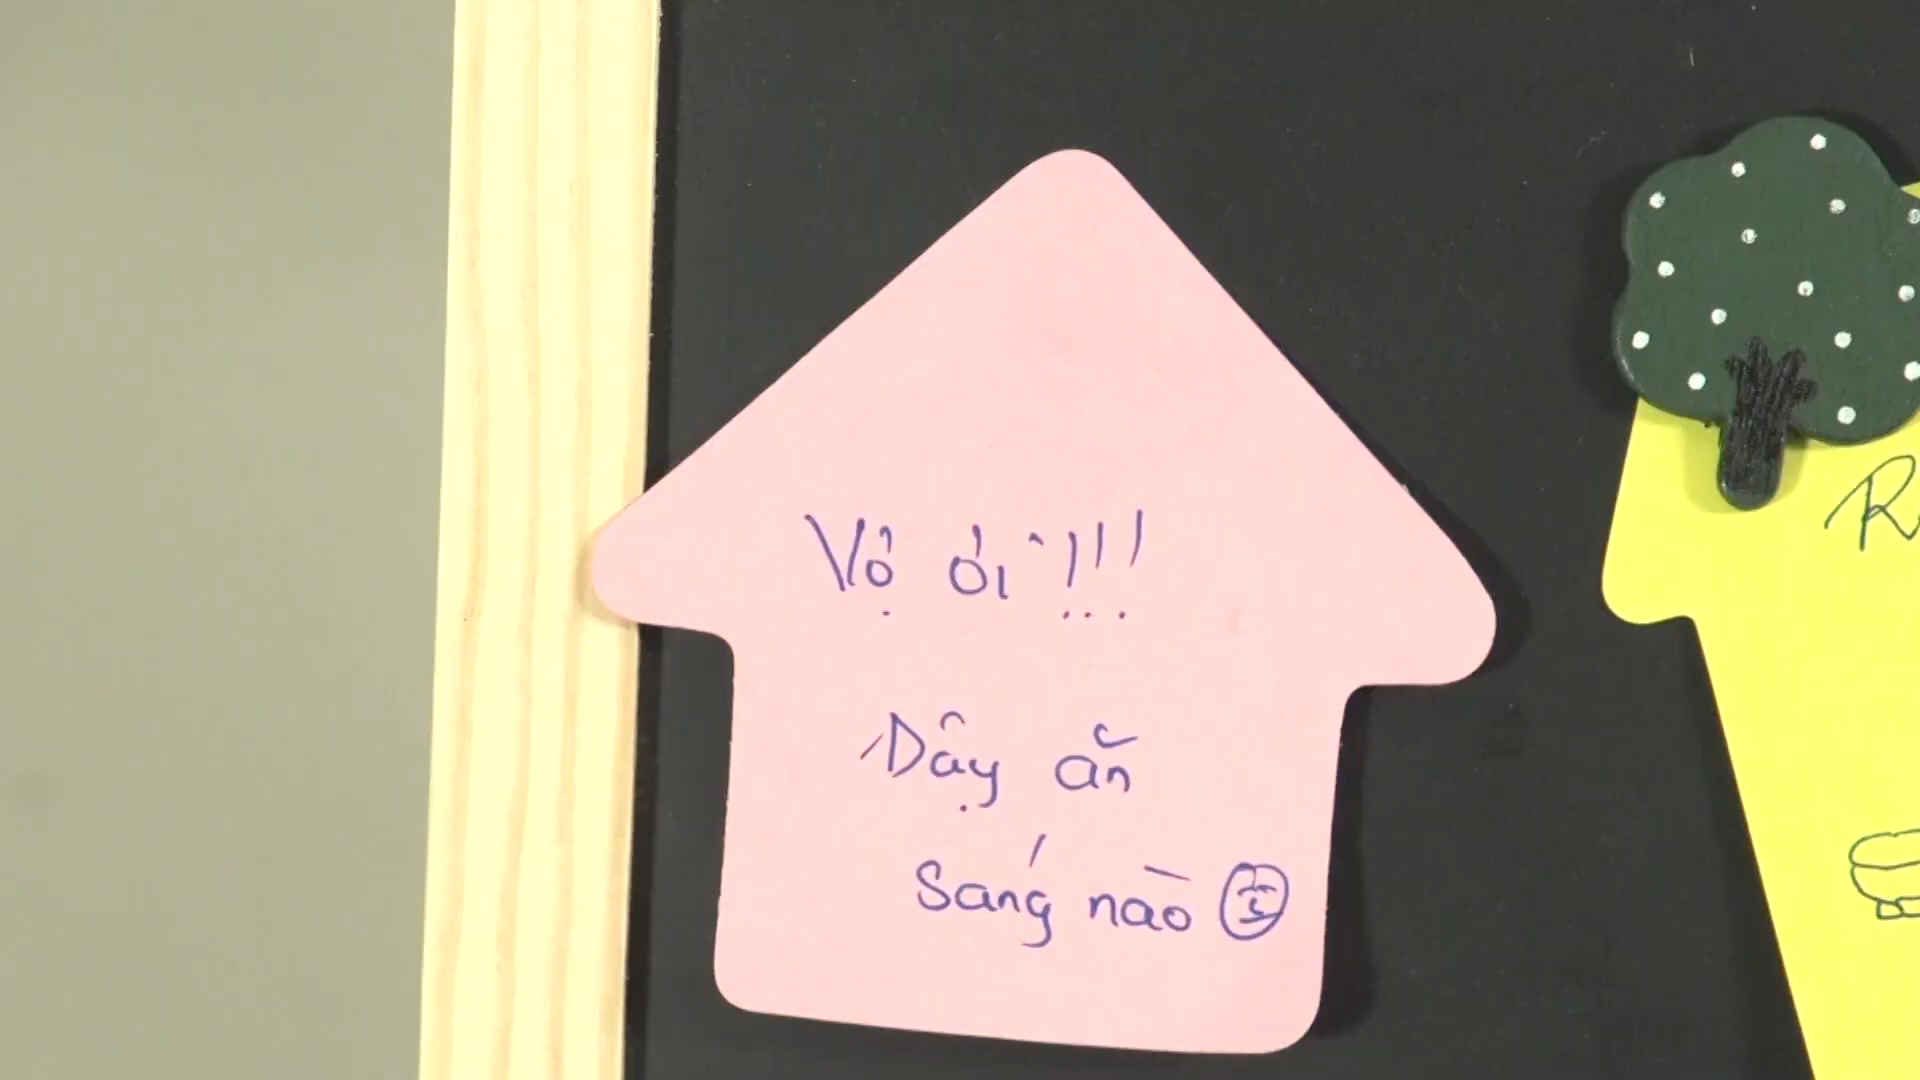 Vợ ơi !!!
Dậy ăn
sáng nào